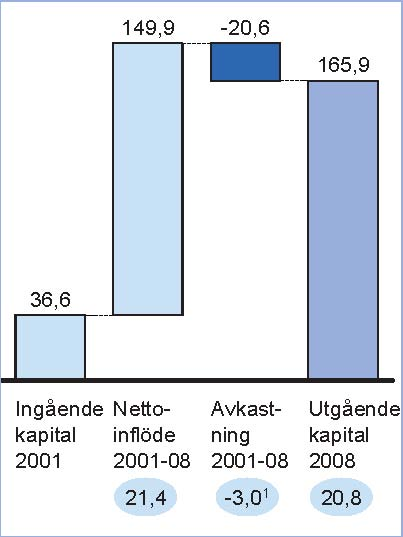 149,9
-20,6
165,9
36,6
Ingående
kapital
2001
Netto-
inflöde
2001-08
21,4
Avkast-
ning
2001-08
-3,0¹
Utgående
kapital
2008
20,8